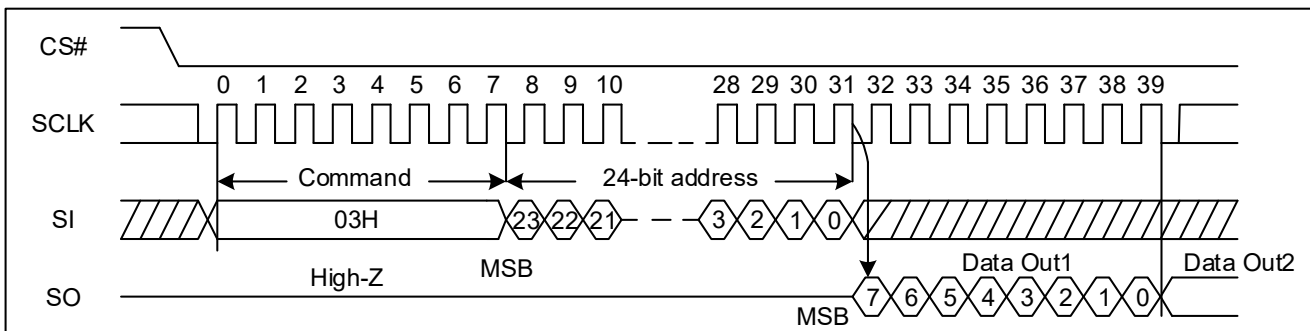 CS#
0 1 2 3 4 5 6 7 8 9 10 28 29 30 31 32 33 34 35 36 37 38 39
SCLK
Command 24-bit address
SI 03H 23 22 21 3 2 1 0
High-Z MSB Data Out1 Data Out2
SO 7 6 5 4 3 2 1 0
MSB